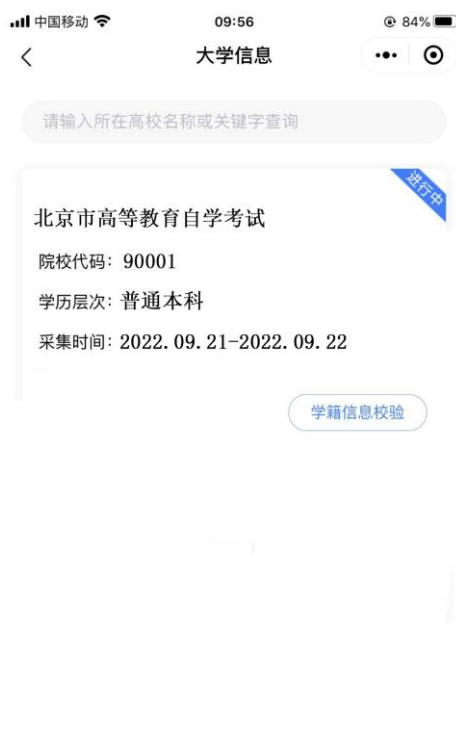 中国移动 09:56 84%
大学信息
请输入所在高校名称或关键字查询
进行中
北京市高等教育自学考试
院校代码：90001
学历层次：普通本科
采集时间：2022.09.21-2022.09.22
学籍信息校验